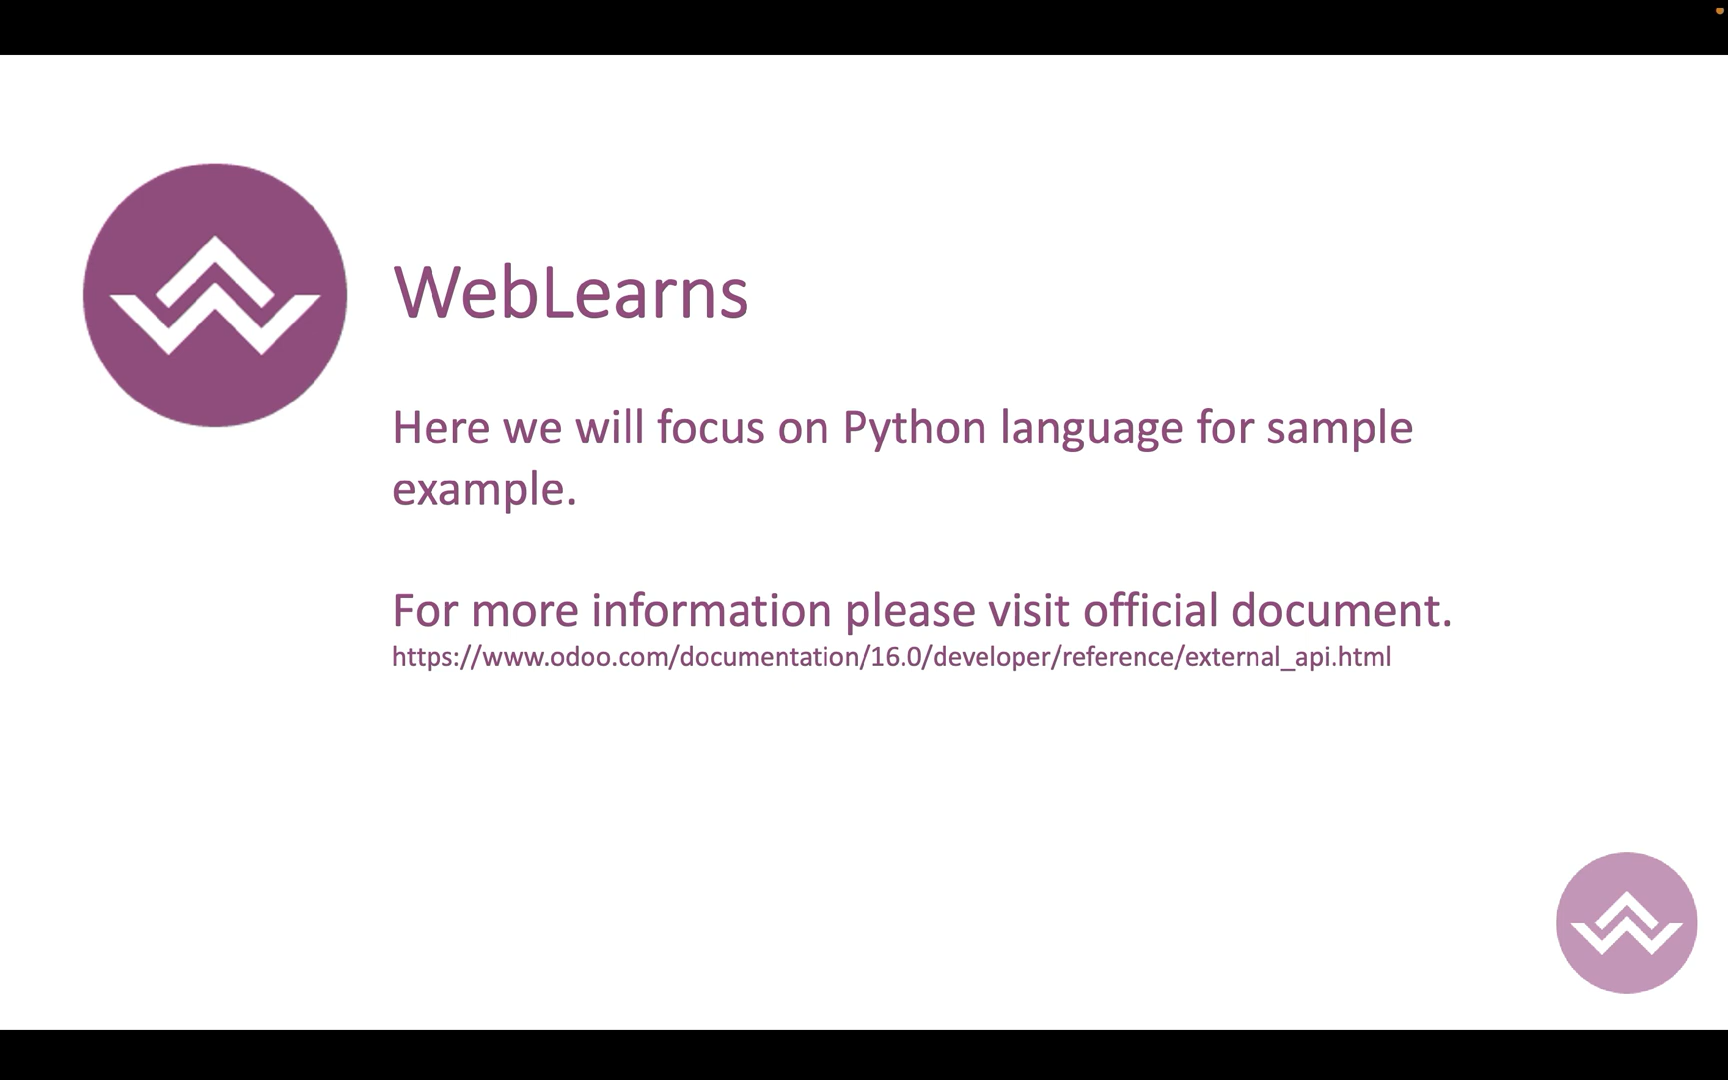 WebLearns
Here we will focus on Python language for sample
example.
For more information please visit official document.
https://www.odoo.com/documentation/16.0/developer/reference/external_api.html